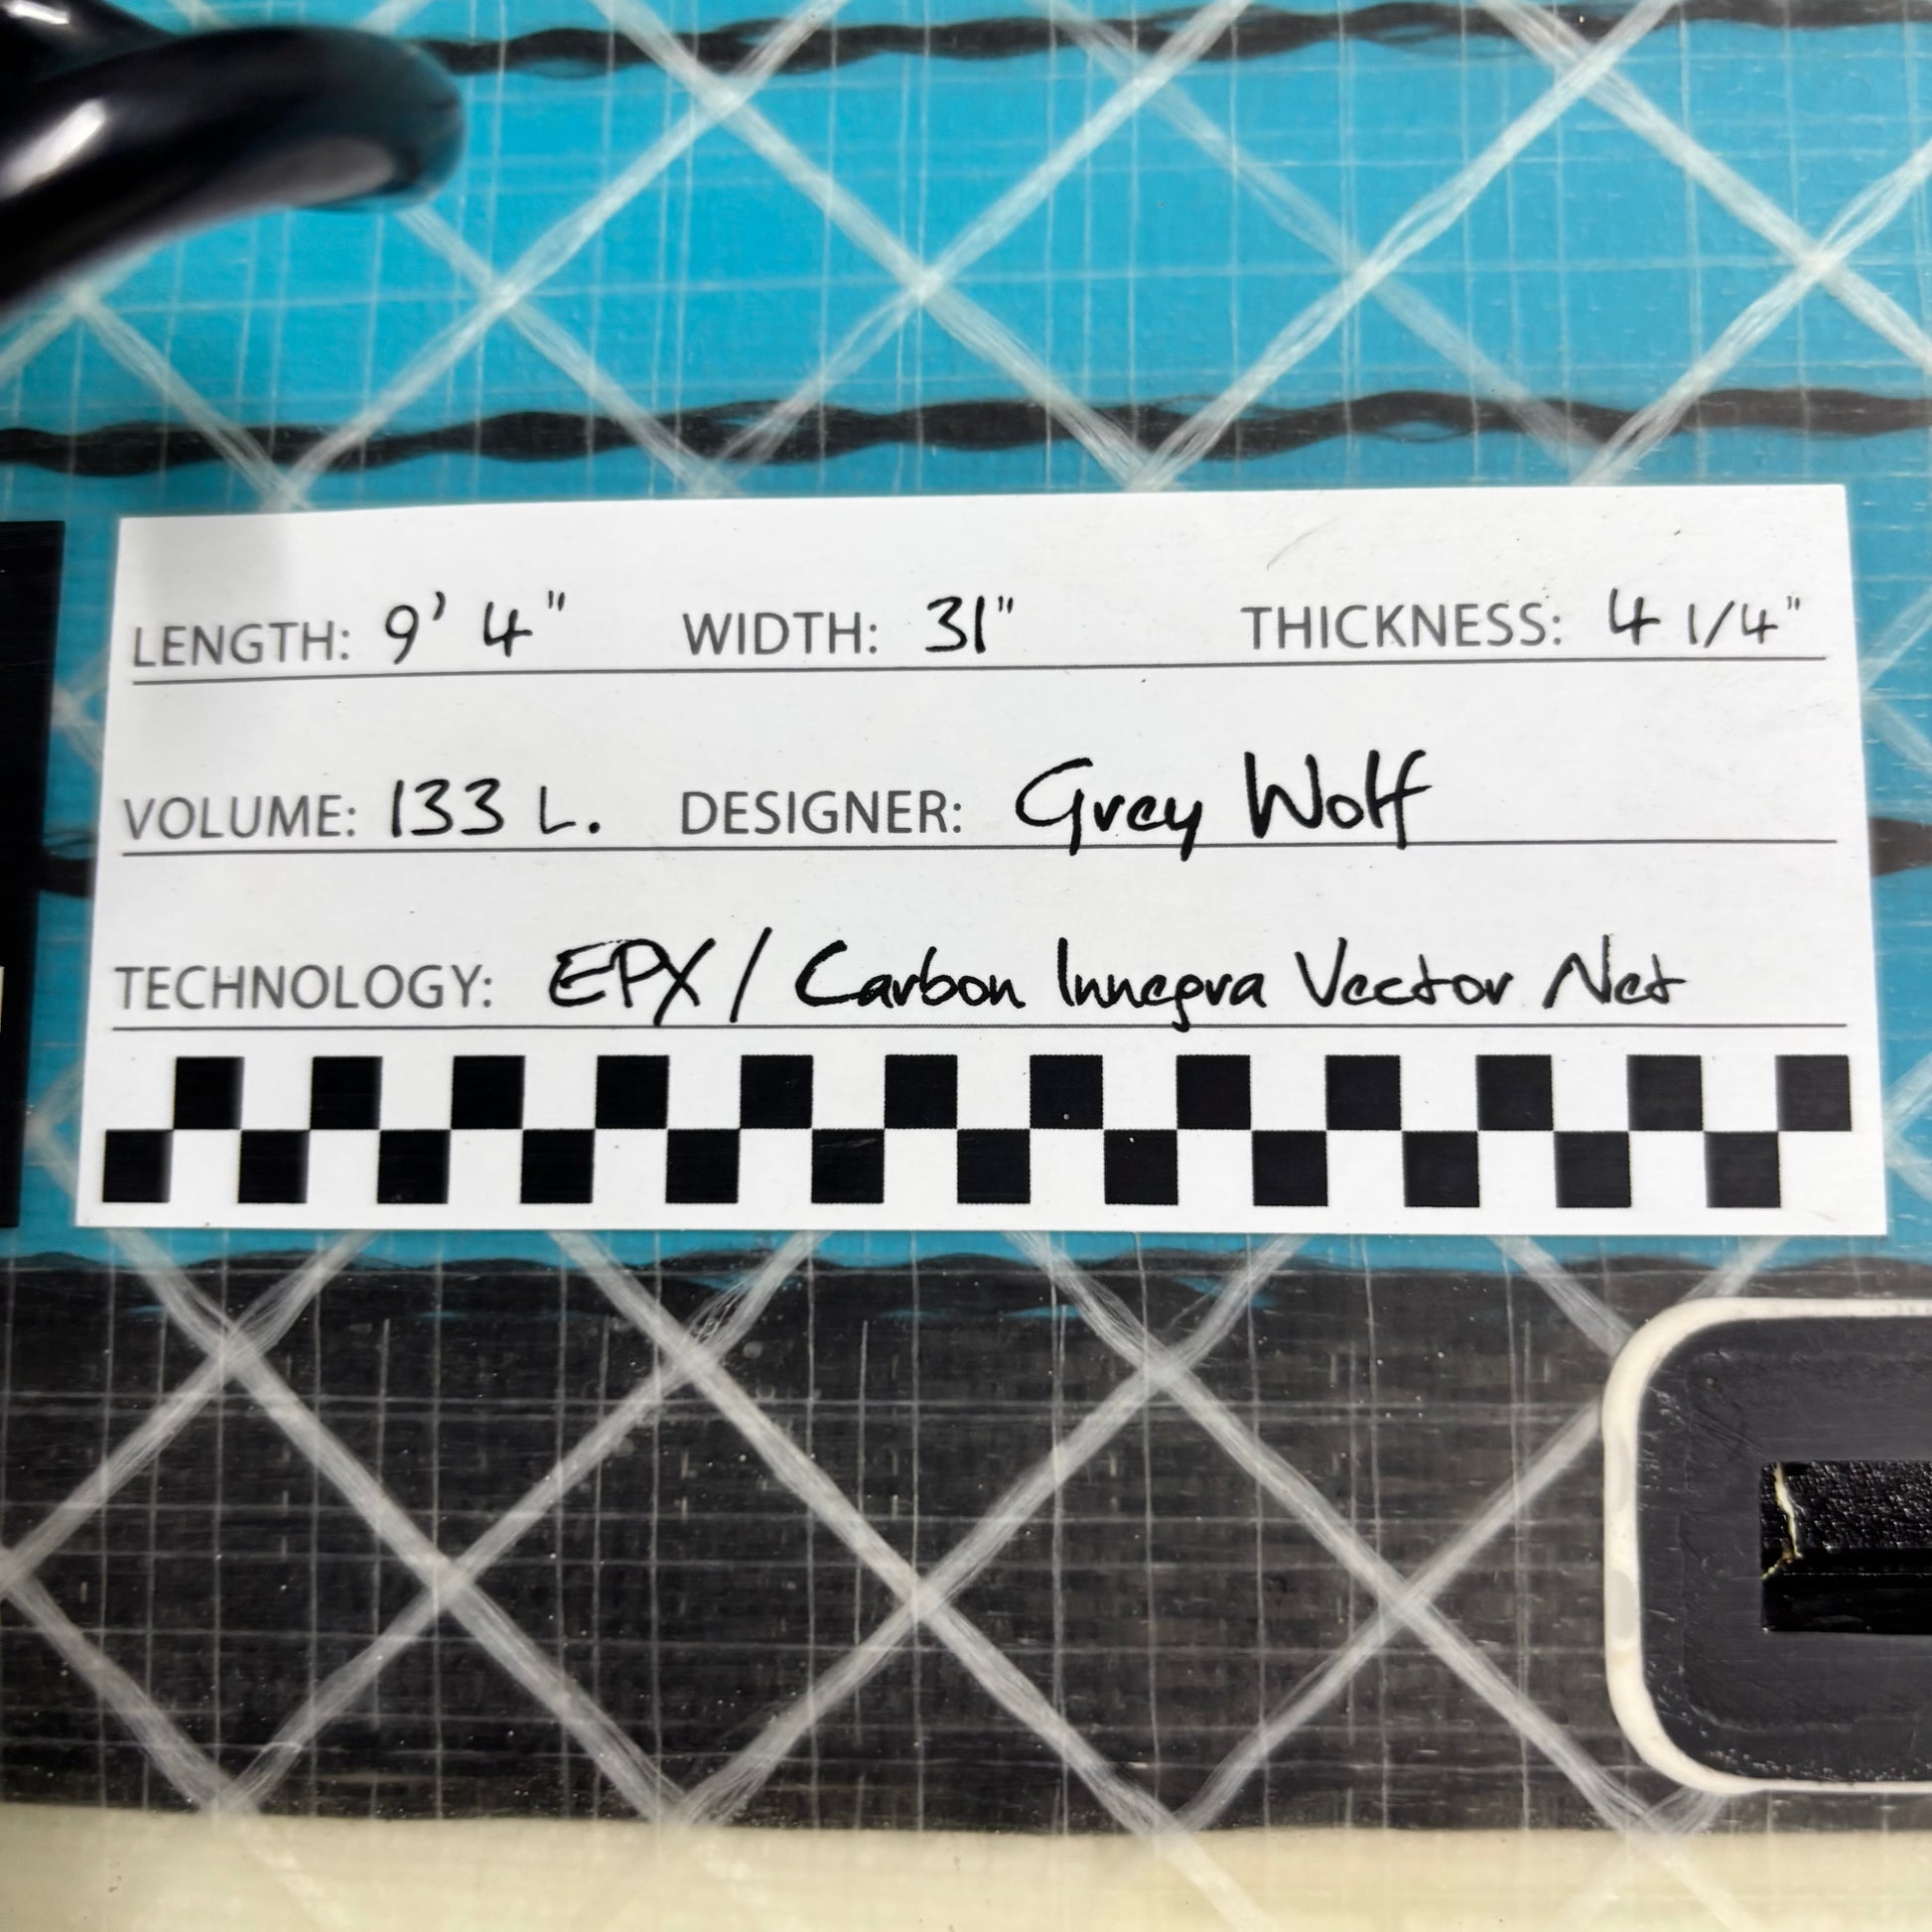 LENGTH: 9' 4" WIDTH: 31" THICKNESS: 4 1/4"
VOLUME: 133 L. DESIGNER: Grey Wolf
TECHNOLOGY: EPX / Carbon Innegra Vector Net